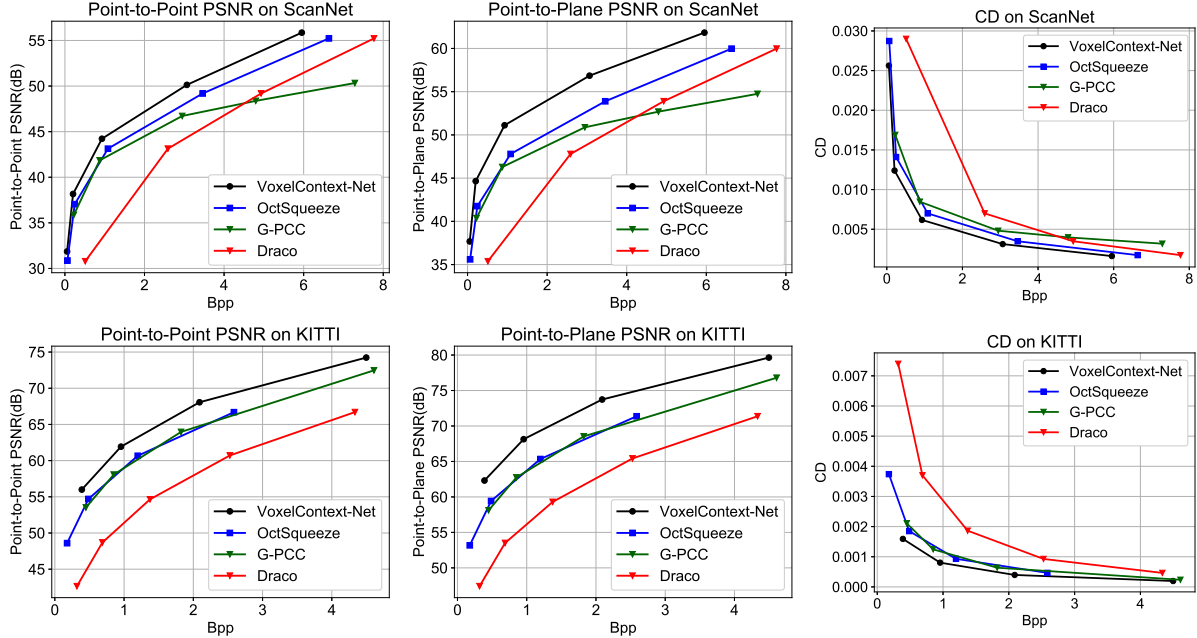 Point-to-Point PSNR on ScanNet
Point-to-Point PSNR(dB)
55
50
45
40
35
30
0 2 4 6 8
Bpp
VoxelContext-Net
OctSqueeze
G-PCC
Draco
Point-to-Plane PSNR on ScanNet
Point-to-Plane PSNR(dB)
60
55
50
45
40
35
0 2 4 6 8
Bpp
VoxelContext-Net
OctSqueeze
G-PCC
Draco
CD on ScanNet
CD
0.030
0.025
0.020
0.015
0.010
0.005
0 2 4 6 8
Bpp
VoxelContext-Net
OctSqueeze
G-PCC
Draco
Point-to-Point PSNR on KITTI
Point-to-Point PSNR(dB)
75
70
65
60
55
50
45
0 1 2 3 4
Bpp
VoxelContext-Net
OctSqueeze
G-PCC
Draco
Point-to-Plane PSNR on KITTI
Point-to-Plane PSNR(dB)
80
75
70
65
60
55
50
0 1 2 3 4
Bpp
VoxelContext-Net
OctSqueeze
G-PCC
Draco
CD on KITTI
CD
0.007
0.006
0.005
0.004
0.003
0.002
0.001
0.000
0 1 2 3 4
Bpp
VoxelContext-Net
OctSqueeze
G-PCC
Draco